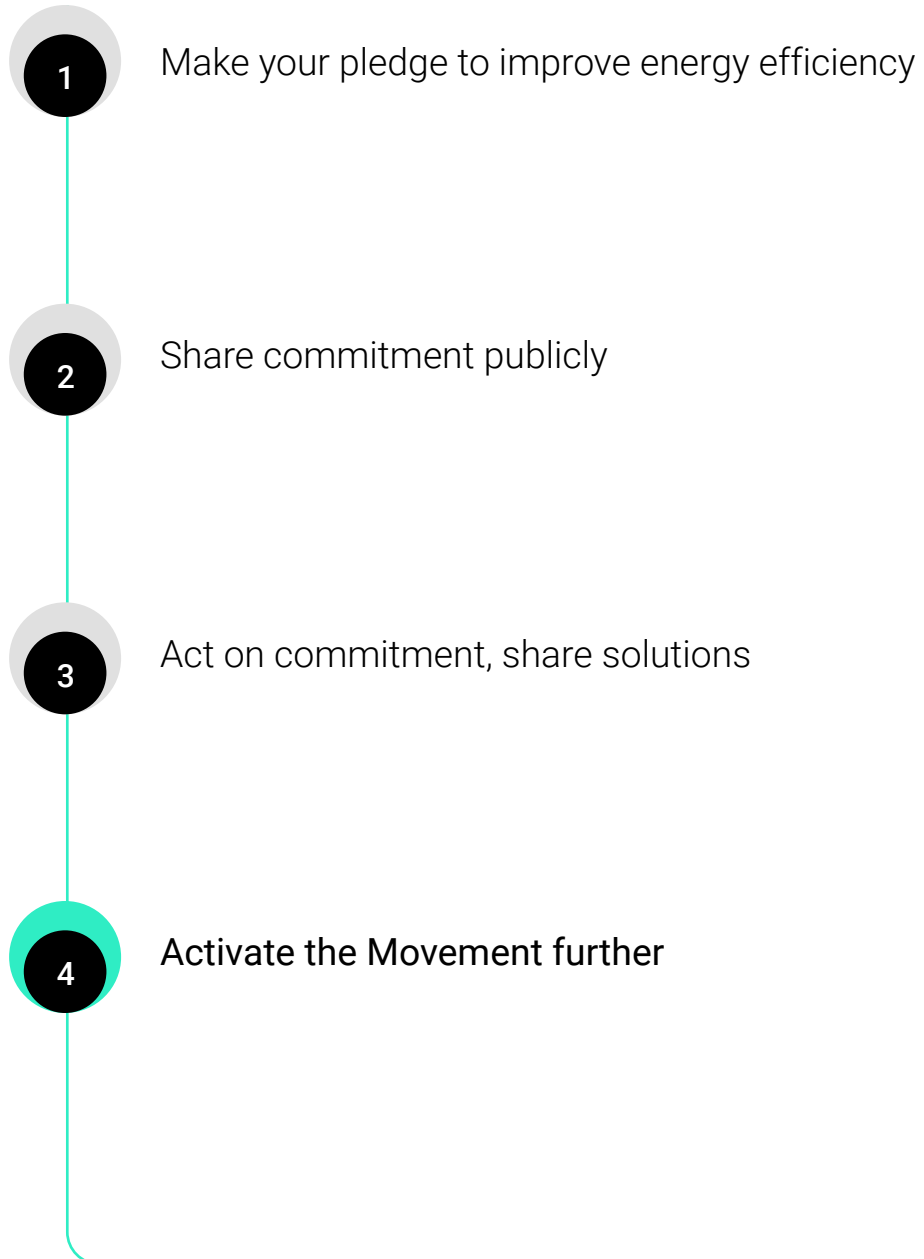 1
Make your pledge to improve energy efficiency
2
Share commitment publicly
3
Act on commitment, share solutions
4
Activate the Movement further